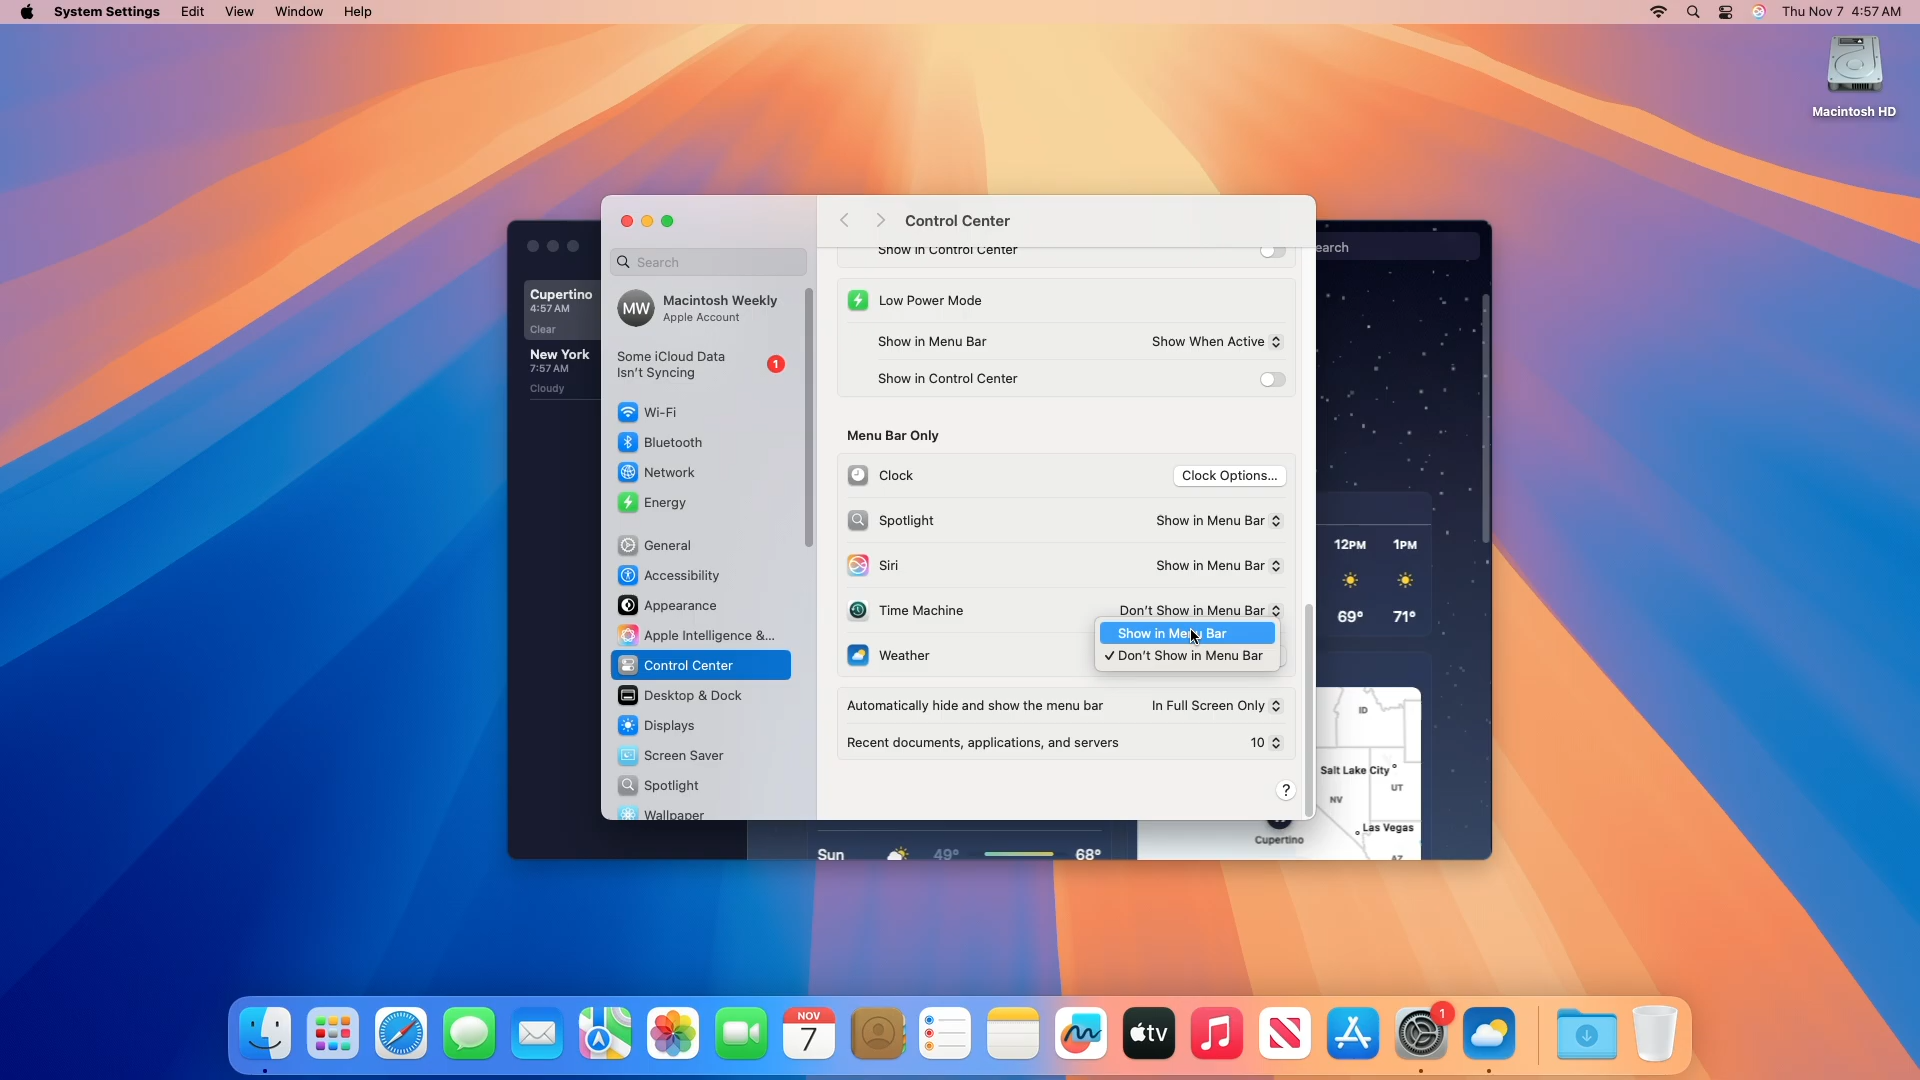 System Settings Edit View Window Help
Thu Nov 7 4:57 AM
Macintosh HD
Control Center
Search
MW
Macintosh Weekly
Apple Account
Some iCloud Data
Isn't Syncing
1
Wi-Fi
Bluetooth
Network
Energy
General
Accessibility
Appearance
Apple Intelligence &...
Control Center
Desktop & Dock
Displays
Screen Saver
Spotlight
Wallpaper
Show in Control Center
Low Power Mode
Show in Menu Bar Show When Active
Show in Control Center
Menu Bar Only
Clock Clock Options...
Spotlight Show in Menu Bar
Siri Show in Menu Bar
Time Machine Don't Show in Menu Bar
Weather
Show in Menu Bar
✓ Don't Show in Menu Bar
Automatically hide and show the menu bar In Full Screen Only
Recent documents, applications, and servers 10
?
Cupertino
4:57 AM
Clear
New York
7:57 AM
Cloudy
earch
12PM 1PM
69° 71°
ID
Salt Lake City
UT
NV
Las Vegas
Cupertino
AZ
Sun 49° 68°
NOV
7
tv
1